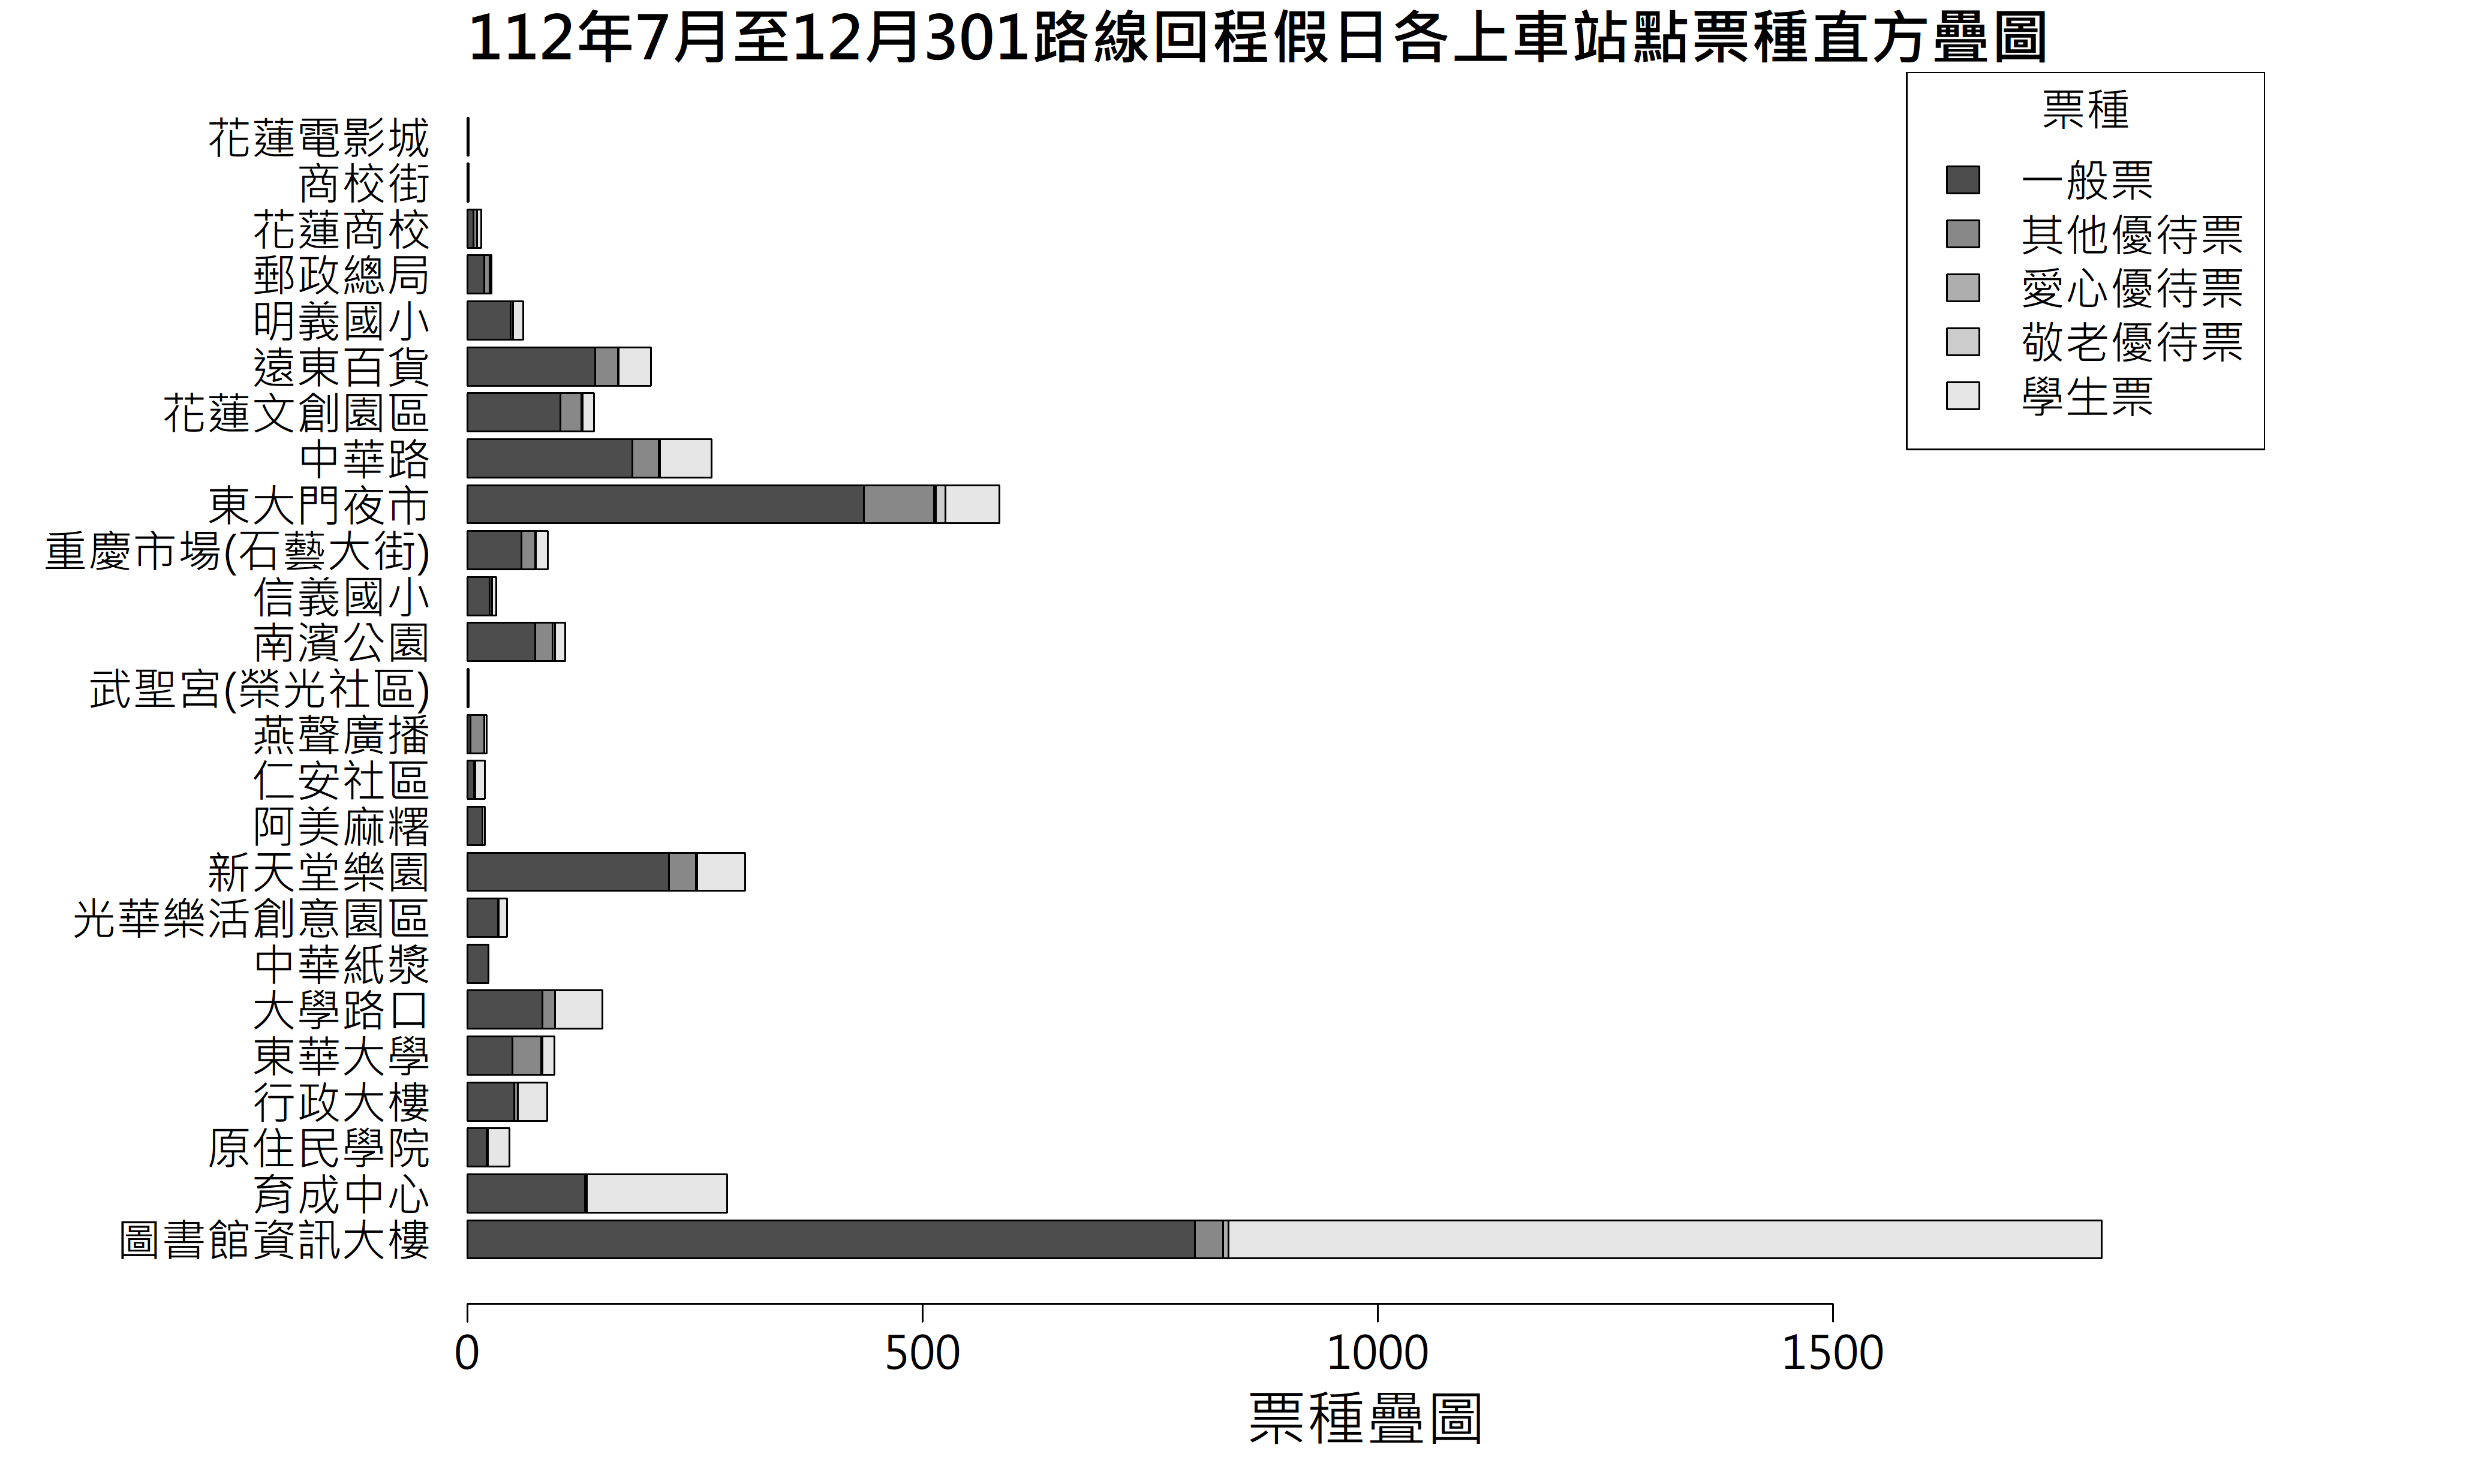 112年7月至12月301路線回程假日各上車站點票種直方疊圖
票種
一般票
其他優待票
愛心優待票
敬老優待票
學生票
花蓮電影城
商校街
花蓮商校
郵政總局
明義國小
遠東百貨
花蓮文創園區
中華路
東大門夜市
重慶市場(石藝大街)
信義國小
南濱公園
武聖宮(榮光社區)
燕聲廣播
仁安社區
阿美麻糬
新天堂樂園
光華樂活創意園區
中華紙漿
大學路口
東華大學
行政大樓
原住民學院
育成中心
圖書館資訊大樓
0 500 1000 1500
票種疊圖